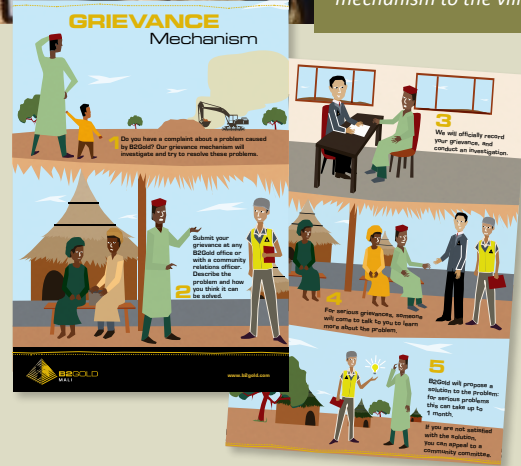 mechanism to the vill
GRIEVANCE
Mechanism
1
Do you have a complaint about a problem caused
by B2Gold? Our grievance mechanism will
investigate and try to resolve these problems.
Submit your
grievance at any
B2Gold office or
with a community
relations officer.
Describe the
problem and how
you think it can
be solved.
2
B2GOLD
MALI
www.b2gold.com
3
We will officially record
your grievance, and
conduct an investigation.
4
For serious grievances, someone
will come to talk to you to learn
more about the problem.
5
B2Gold will propose a
solution to the problem:
for serious problems
this can take up to
1 month.
If you are not satisfied
with the solution,
you can appeal to a
community committee.